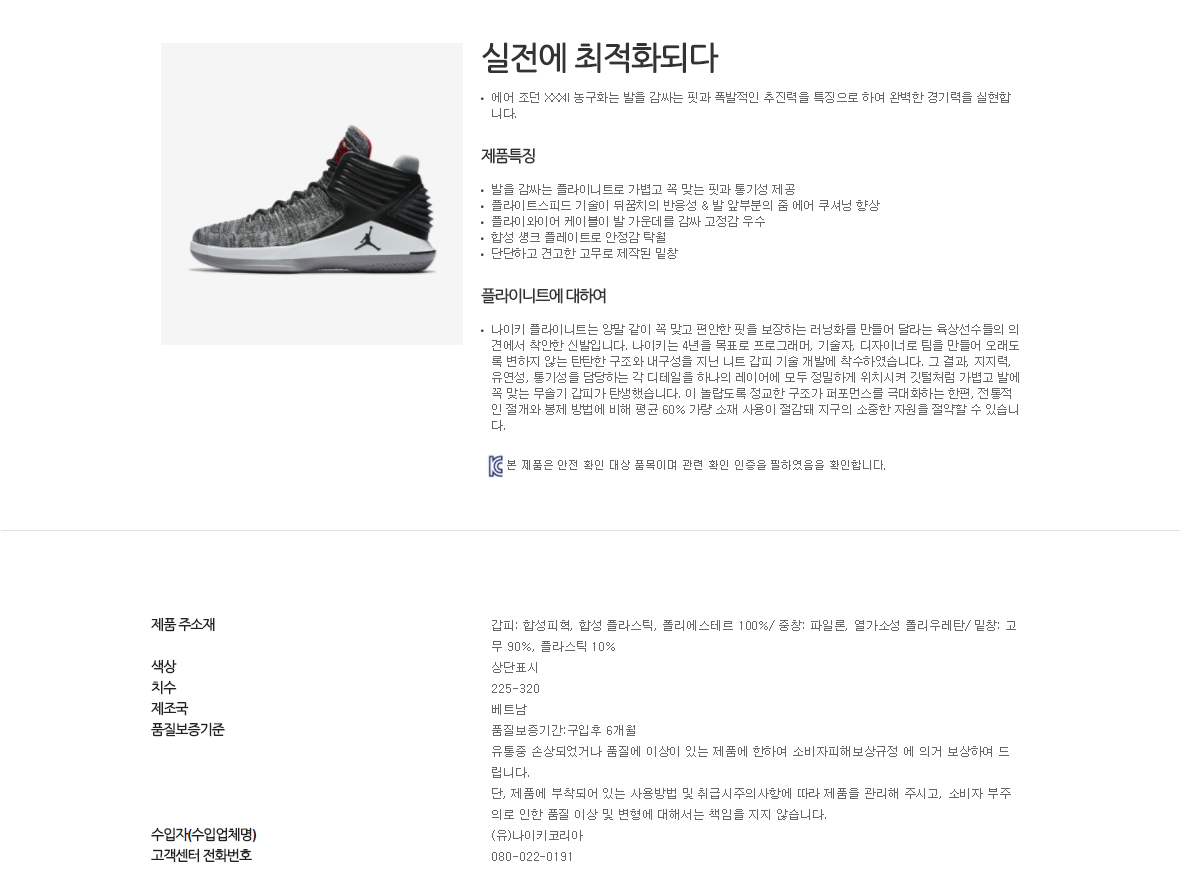 실전에 최적화되다
• 에어 조던 XXXII 농구화는 발을 감싸는 핏과 폭발적인 추진력을 특징으로 하여 완벽한 경기력을 실현합
니다.
제품특징
• 발을 감싸는 플라이니트로 가볍고 꼭 맞는 핏과 통기성 제공
• 플라이트스피드 기술이 뒤꿈치의 반응성 & 발 앞부분의 줌 에어 쿠셔닝 향상
• 플라이와이어 케이블이 발 가운데를 감싸 고정감 우수
• 합성 섕크 플레이트로 안정감 탁월
• 단단하고 견고한 고무로 제작된 밑창
플라이니트에 대하여
• 나이키 플라이니트는 양말 같이 꼭 맞고 편안한 핏을 보장하는 러닝화를 만들어 달라는 육상선수들의 의
견에서 착안한 신발입니다. 나이키는 4년을 목표로 프로그래머, 기술자, 디자이너로 팀을 만들어 오래도
록 변하지 않는 탄탄한 구조와 내구성을 지닌 니트 갑피 기술 개발에 착수하였습니다. 그 결과, 지지력,
유연성, 통기성을 담당하는 각 디테일을 하나의 레이어에 모두 정밀하게 위치시켜 깃털처럼 가볍고 발에
꼭 맞는 무솔기 갑피가 탄생했습니다. 이 놀랍도록 정교한 구조가 퍼포먼스를 극대화하는 한편, 전통적
인 절개와 봉제 방법에 비해 평균 60% 가량 소재 사용이 절감돼 지구의 소중한 자원을 절약할 수 있습니
다.
KC 본 제품은 안전 확인 대상 품목이며 관련 확인 인증을 필하였음을 확인합니다.
제품 주소재 갑피: 합성피혁, 합성 플라스틱, 폴리에스테르 100%/ 중창: 파일론, 열가소성 폴리우레탄/ 밑창: 고
무 90%, 플라스틱 10%
색상 상단표시
치수 225-320
제조국 베트남
품질보증기준 품질보증기간:구입후 6개월
유통중 손상되었거나 품질에 이상이 있는 제품에 한하여 소비자피해보상규정 에 의거 보상하여 드
립니다.
단, 제품에 부착되어 있는 사용방법 및 취급시주의사항에 따라 제품을 관리해 주시고, 소비자 부주
의로 인한 품질 이상 및 변형에 대해서는 책임을 지지 않습니다.
수입자(수입업체명) (유)나이키코리아
고객센터 전화번호 080-022-0191